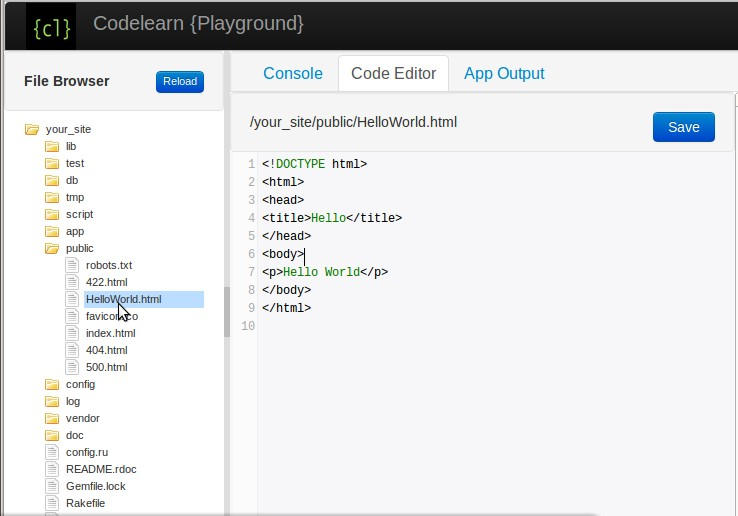 {cl} Codelearn {Playground}
File Browser Reload
your_site
lib
test
db
tmp
script
app
public
robots.txt
422.html
HelloWorld.html
favicon.ico
index.html
404.html
500.html
config
log
vendor
doc
config.ru
README.rdoc
Gemfile.lock
Rakefile
Console Code Editor App Output
/your_site/public/HelloWorld.html Save
1 <!DOCTYPE html>
2 <html>
3 <head>
4 <title>Hello</title>
5 </head>
6 <body>
7 <p>Hello World</p>
8 </body>
9 </html>
10